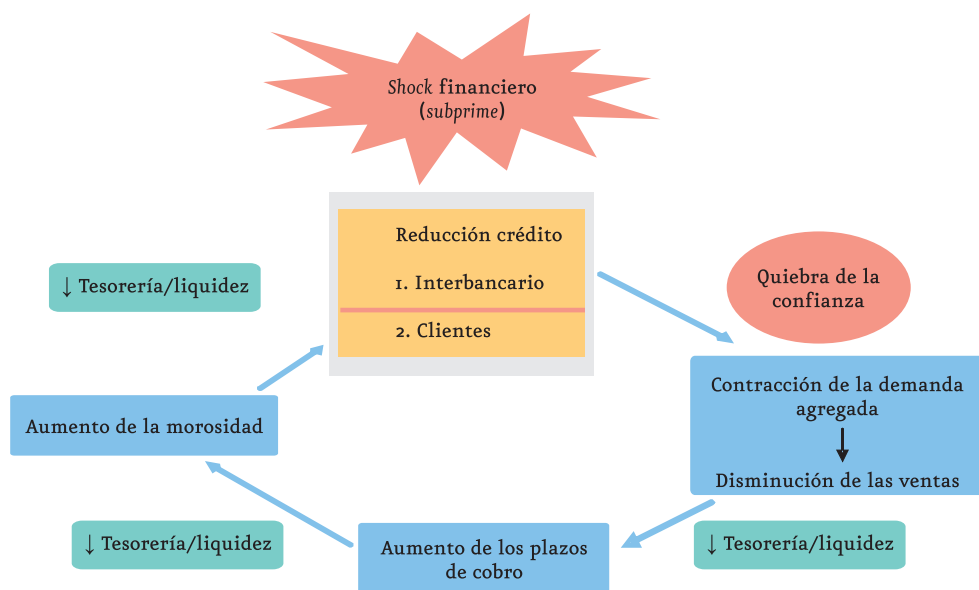 Shock financiero
(subprime)
Reducción crédito
1. Interbancario
2. Clientes
↓ Tesorería/liquidez
Quiebra de la
confianza
Contracción de la demanda
agregada
Disminución de las ventas
Aumento de la morosidad
↓ Tesorería/liquidez
Aumento de los plazos
de cobro
↓ Tesorería/liquidez